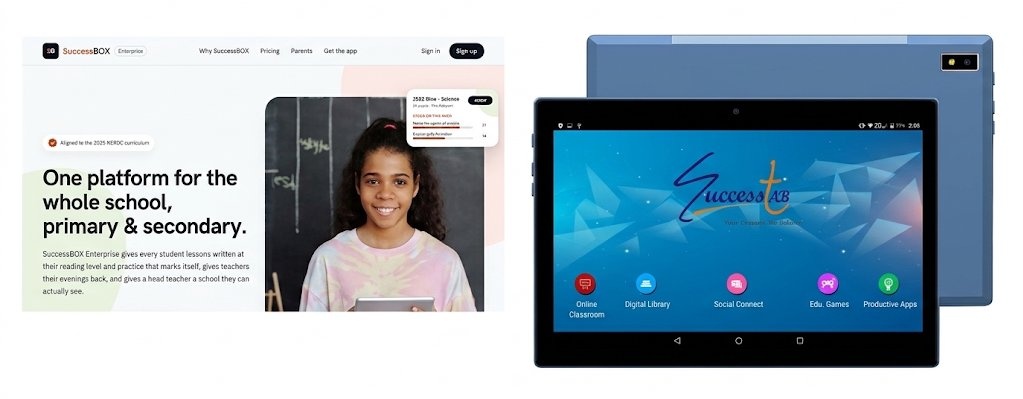 SuccessBOX Enterprise
Why SuccessBOX Pricing Parents Get the app
Sign in Sign up
Aligned to the 2025 NERDC curriculum
One platform for the
whole school,
primary & secondary.
SuccessBOX Enterprise gives every student lessons written at
their reading level and practice that marks itself, gives teachers
their evenings back, and gives a head teacher a school they can
actually see.
2:08
SuccessTAB
Online
Classroom
Digital Library
Social Connect
Edu. Games
Productive Apps